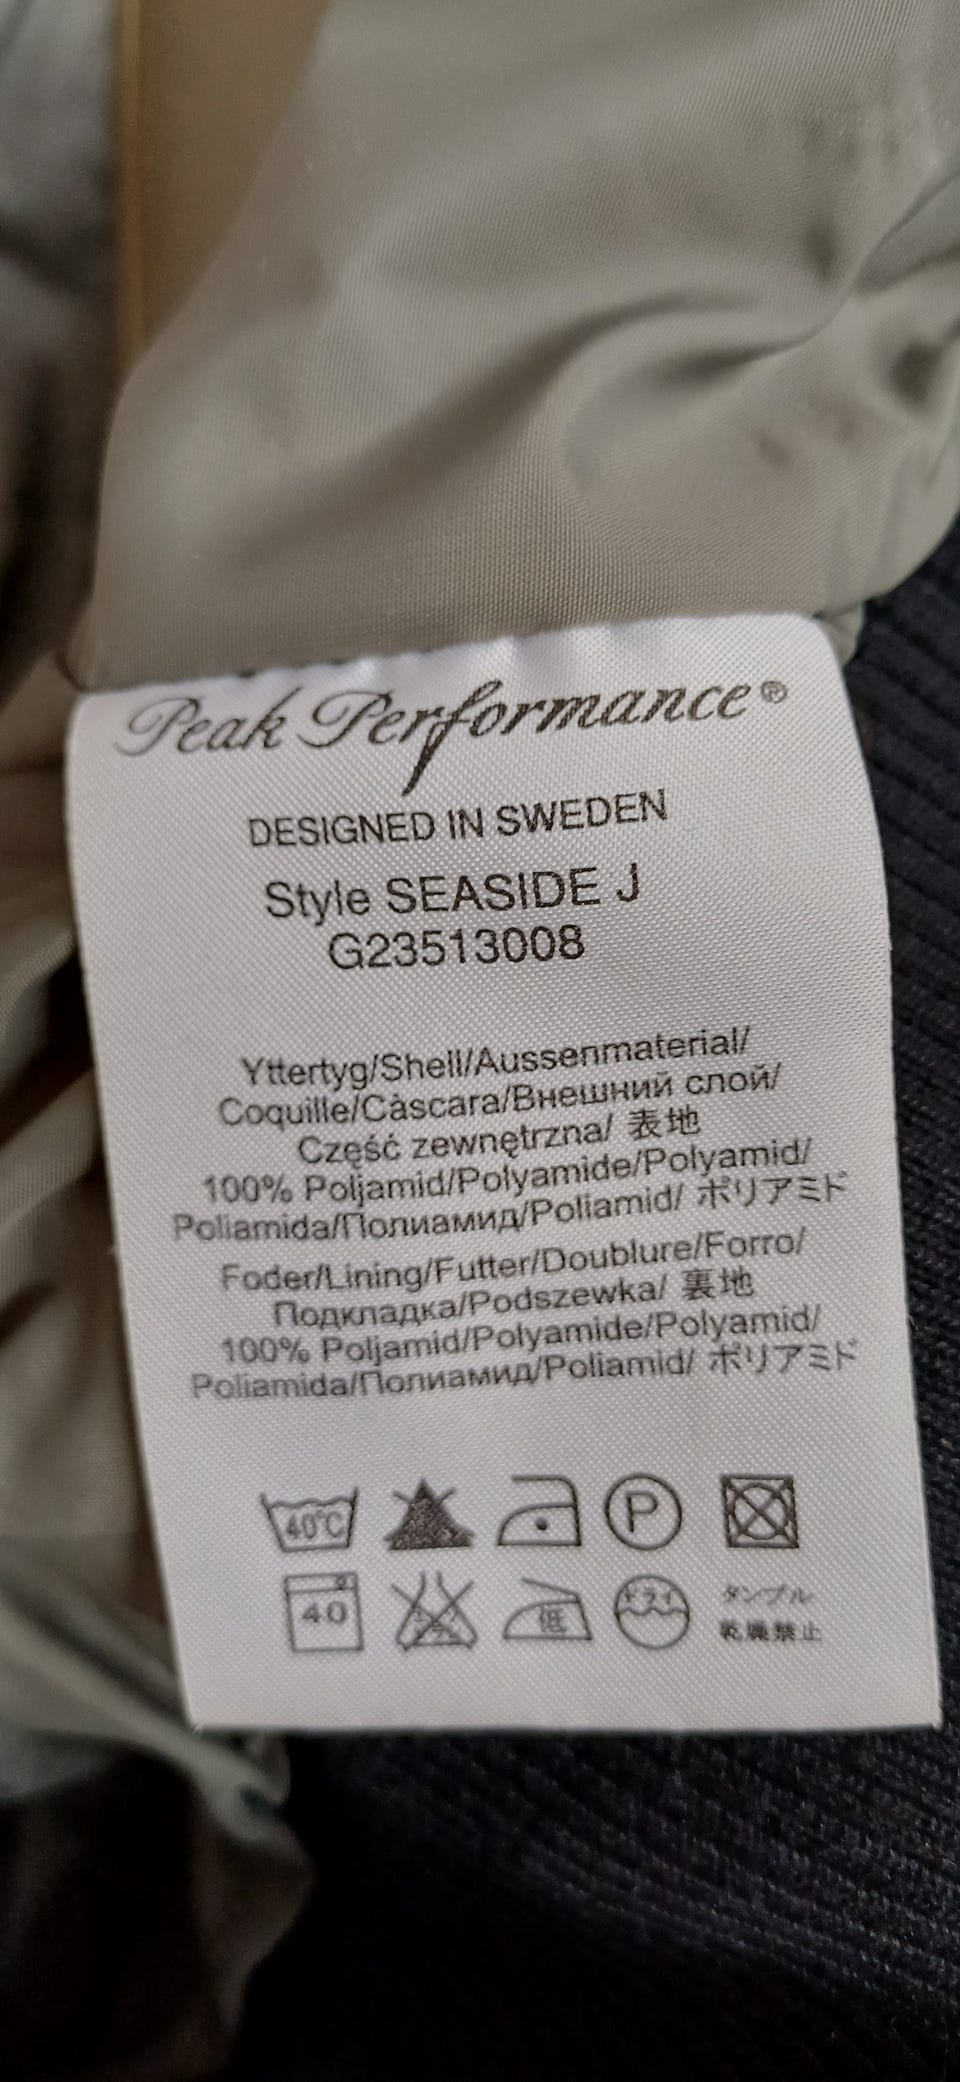 Peak Performance®
DESIGNED IN SWEDEN
Style SEASIDE J
G23513008
Yttertyg/Shell/Aussenmaterial/
Coquille/Càscara/Внешний слой/
Część zewnętrzna/ 表地
100% Poljamid/Polyamide/Polyamid/
Poliamida/Полиамид/Poliamid/ ポリアミド
Foder/Lining/Futter/Doublure/Forro/
Подкладка/Podszewka/ 裏地
100% Poljamid/Polyamide/Polyamid/
Poliamida/Полиамид/Poliamid/ ポリアミド
40°C P
40 低 ドライ タンブル
乾燥禁止